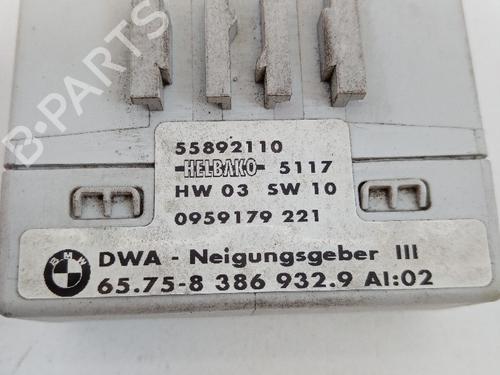 B-PARTS
55892110
HELBAKO 5117
HW 03 SW 10
0959179 221
BMW
DWA - Neigungsgeber III
65.75-8 386 932.9 AI:02